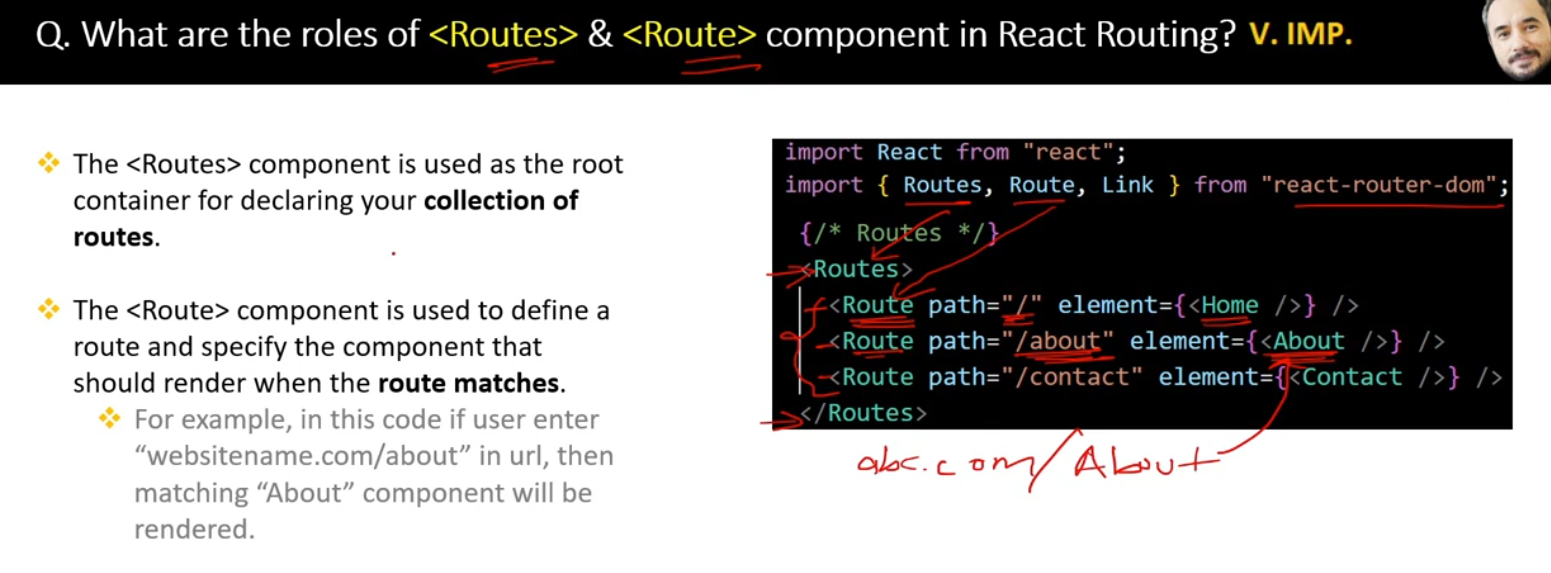 Q. What are the roles of <Routes> & <Route> component in React Routing? V. IMP.
The <Routes> component is used as the root
container for declaring your collection of
routes.
The <Route> component is used to define a
route and specify the component that
should render when the route matches.
For example, in this code if user enter
“websitename.com/about” in url, then
matching “About” component will be
rendered.
import React from "react";
import { Routes, Route, Link } from "react-router-dom";
{/* Routes */}
<Routes>
<Route path="/" element={<Home />} />
<Route path="/about" element={<About />} />
<Route path="/contact" element={<Contact />} />
</Routes>
abc.com/About